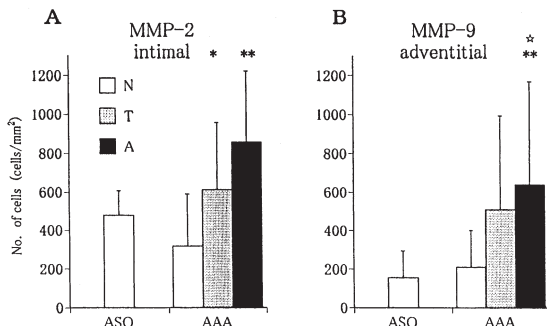 A
MMP-2
intimal * **
1200
1000
800
600
400
200
0
No. of cells (cells/mm²)
N
T
A
ASO AAA
B
MMP-9 ☆
adventitial **
1200
1000
800
600
400
200
0
ASO AAA